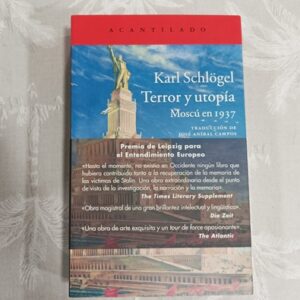 ACANTILADO
Karl Schlögel
Terror y utopía
Moscú en 1937
TRADUCCIÓN DE
JOSÉ ANÍBAL CAMPOS
Premio de Leipzig para
el Entendimiento Europeo
«Hasta el momento, no existía en Occidente ningún libro que
hubiera contribuido tanto a la recuperación de la memoria de
las víctimas de Stalin. Una obra extraordinaria desde el punto
de vista de la investigación, la narración y la memoria».
The Times Literary Supplement
«Obra magistral de una gran brillantez intelectual y lingüística».
Die Zeit
«Una obra de arte exquisita y un tour de force apasionante».
The Atlantic